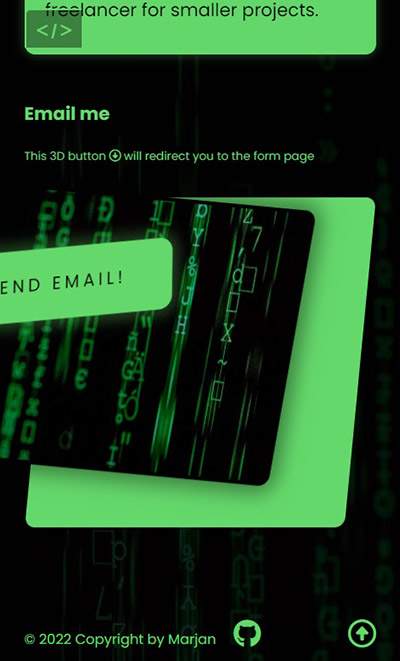 freelancer for smaller projects.
</>
Email me
This 3D button will redirect you to the form page
END EMAIL!
© 2022 Copyright by Marjan